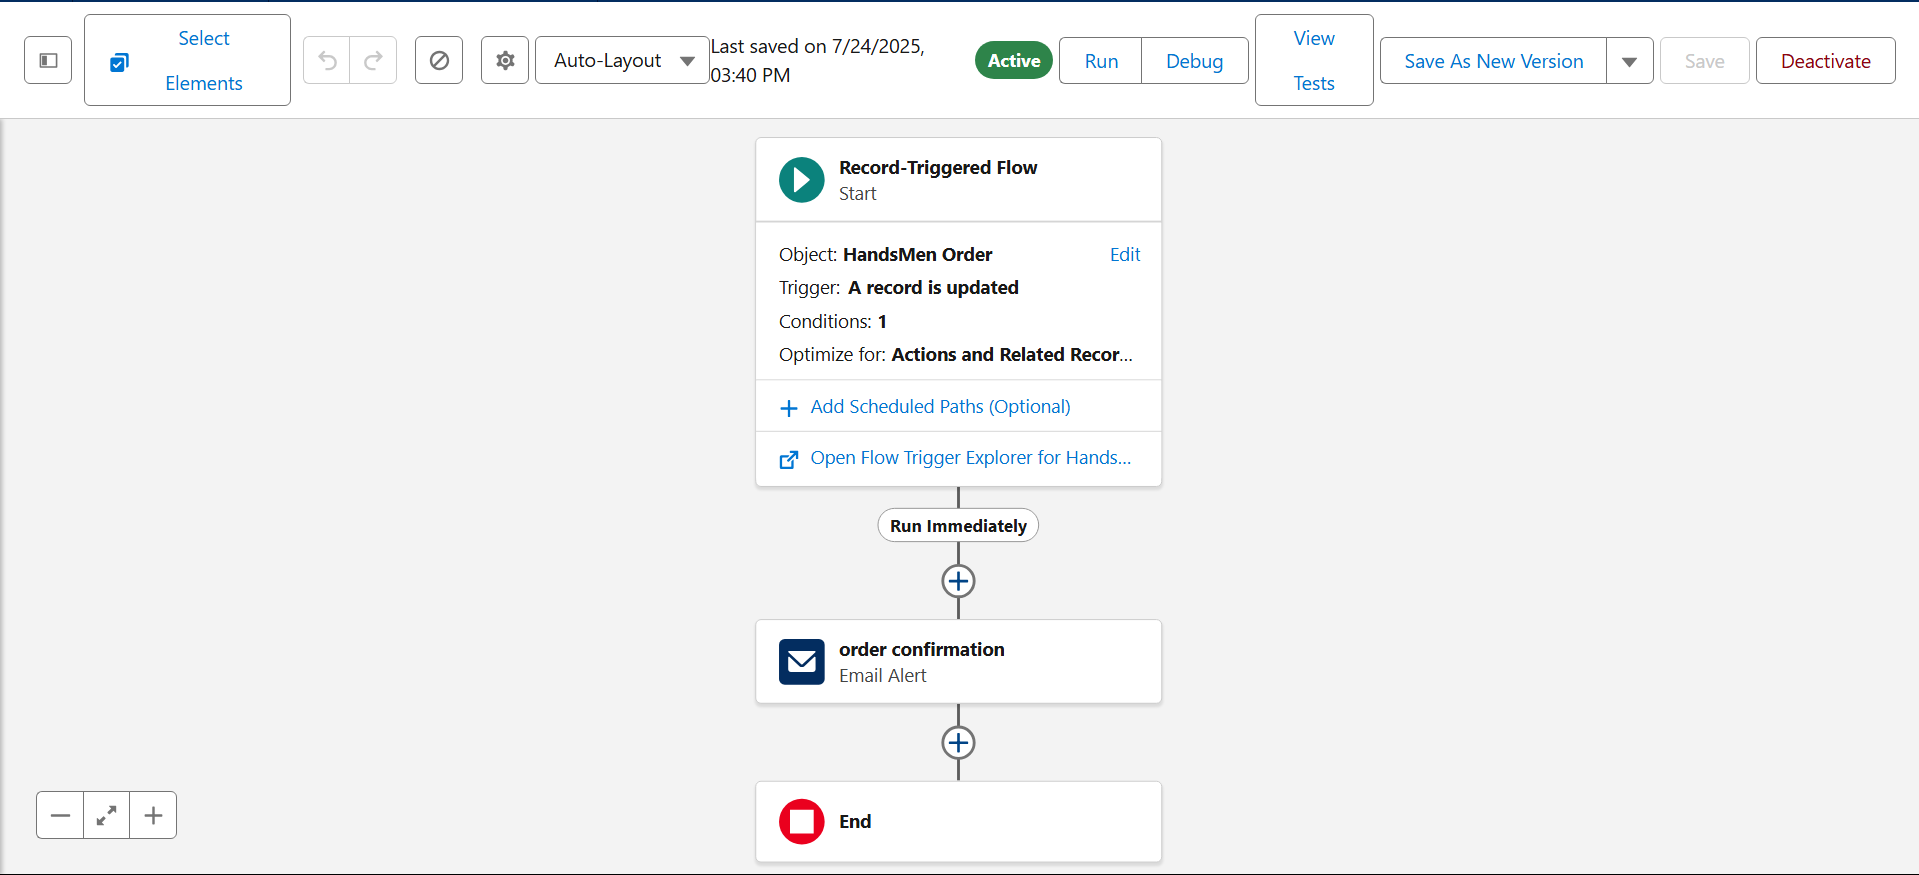 Select
Elements
Auto-Layout
Last saved on 7/24/2025,
03:40 PM
Active
Run
Debug
View
Tests
Save As New Version
Save
Deactivate
Record-Triggered Flow
Start
Object: HandsMen Order
Edit
Trigger: A record is updated
Conditions: 1
Optimize for: Actions and Related Recor...
Add Scheduled Paths (Optional)
Open Flow Trigger Explorer for Hands...
Run Immediately
order confirmation
Email Alert
End